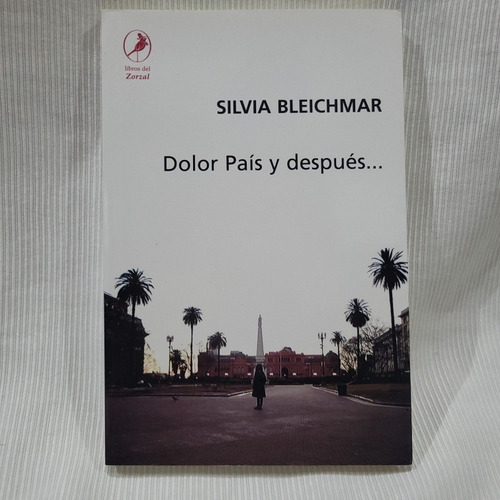 libros del
Zorzal
SILVIA BLEICHMAR
Dolor País y después...